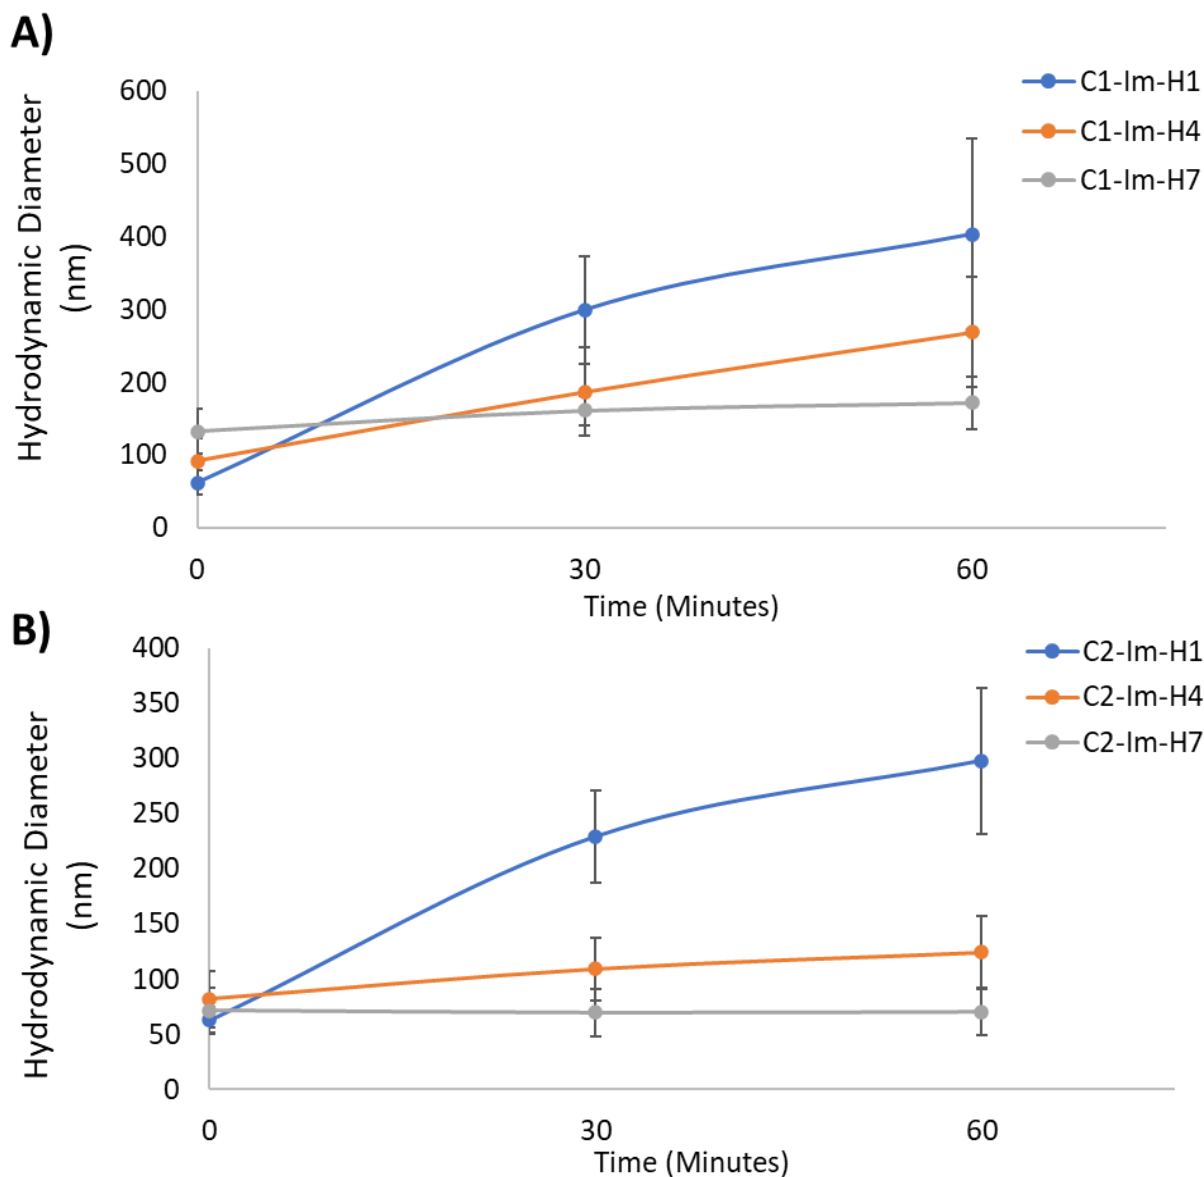 A)
Hydrodynamic Diameter
(nm)
600
500
400
300
200
100
0
0 30 60
Time (Minutes)
C1-Im-H1
C1-Im-H4
C1-Im-H7
B)
Hydrodynamic Diameter
(nm)
400
350
300
250
200
150
100
50
0
0 30 60
Time (Minutes)
C2-Im-H1
C2-Im-H4
C2-Im-H7